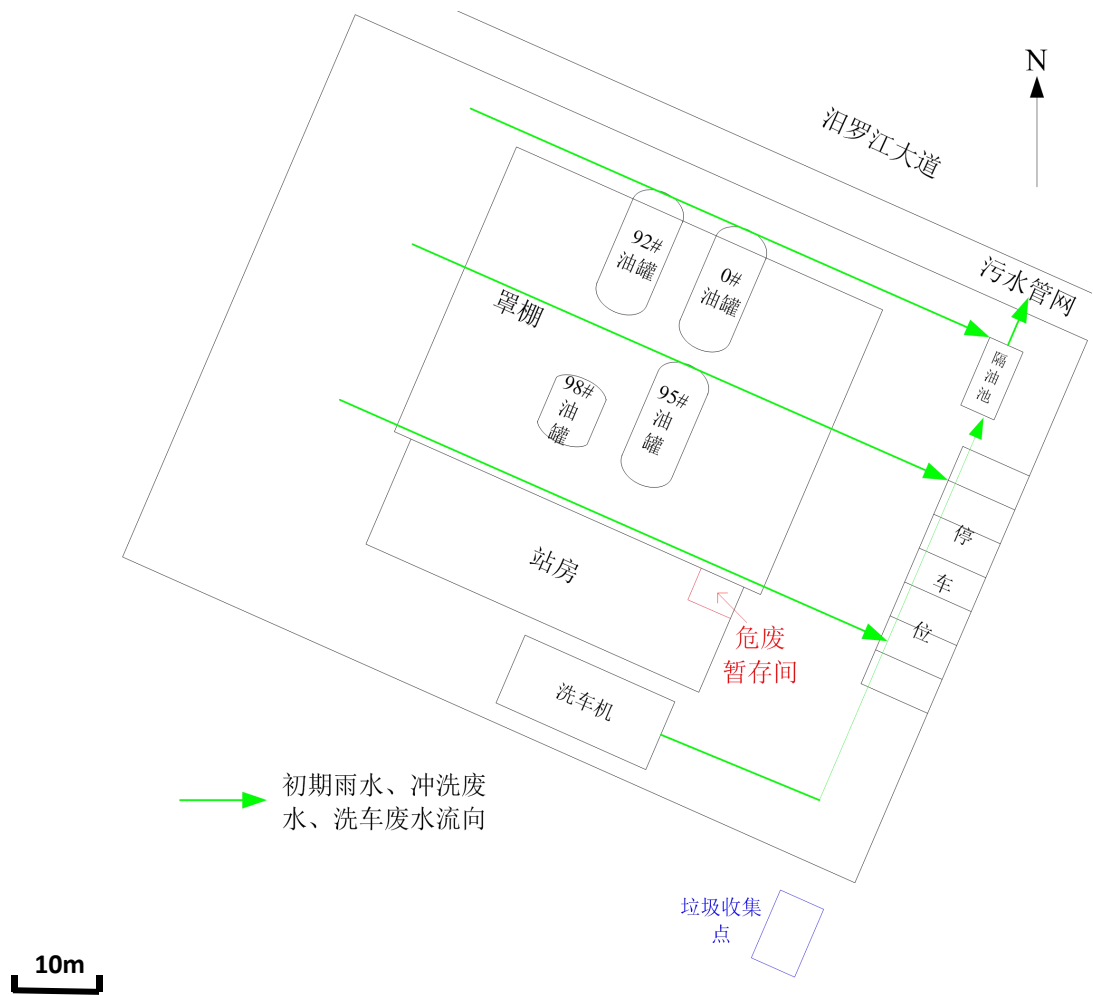 N
汨罗江大道
污水管网
92#
油罐
0#
油罐
罩棚
隔
油
池
98#
油
罐
95#
油
罐
停
车
位
站房
危废
暂存间
洗车机
初期雨水、冲洗废
水、洗车废水流向
垃圾收集
点
10m